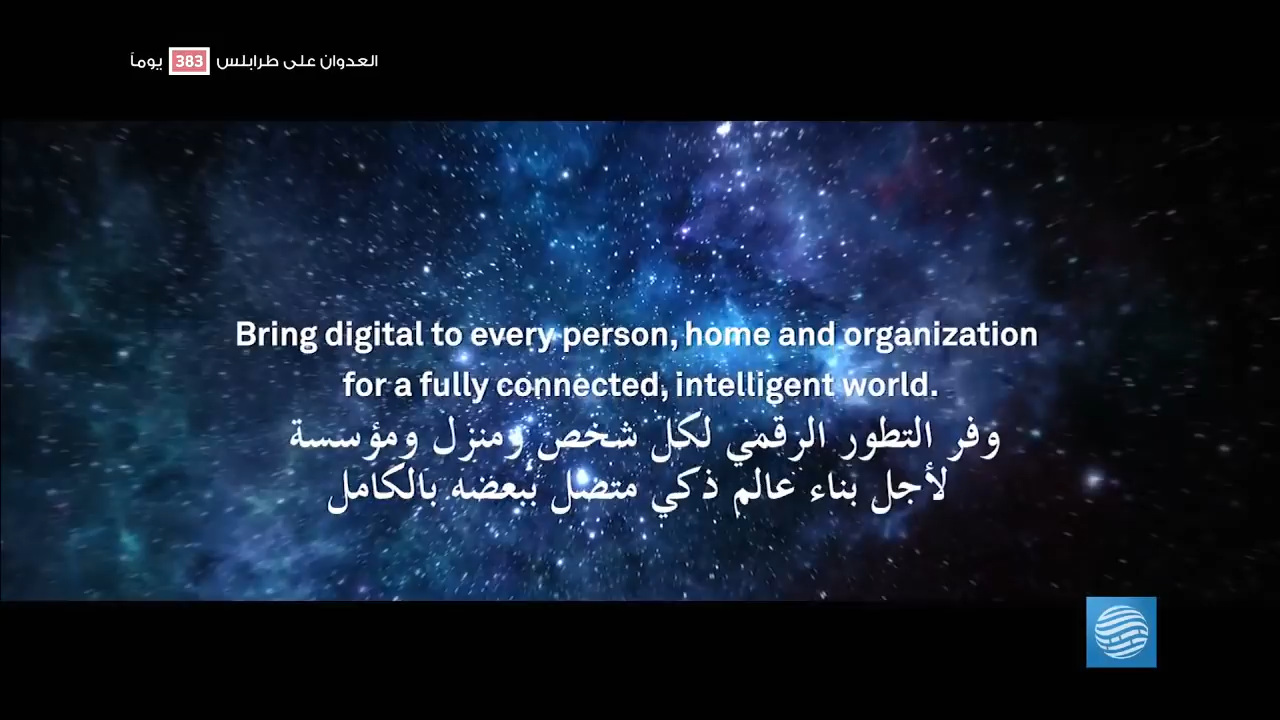 العدوان على طرابلس 383 يوماً
Bring digital to every person, home and organization
for a fully connected, intelligent world.
وفر التطور الرقمي لكل شخص ومنزل ومؤسسة
لأجل بناء عالم ذكي متصل ببعضه بالكامل